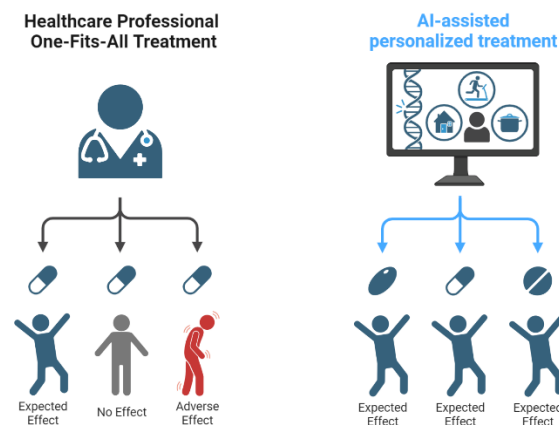 Healthcare Professional
One-Fits-All Treatment
AI-assisted
personalized treatment
Expected
Effect
No Effect
Adverse
Effect
Expected
Effect
Expected
Effect
Expected
Effect